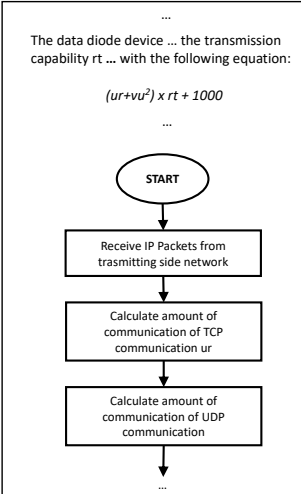 ...
The data diode device ... the transmission
capability rt ... with the following equation:
(ur+vu²) x rt + 1000
...
START
Receive IP Packets from
trasmitting side network
Calculate amount of
communication of TCP
communication ur
Calculate amount of
communication of UDP
communication
...